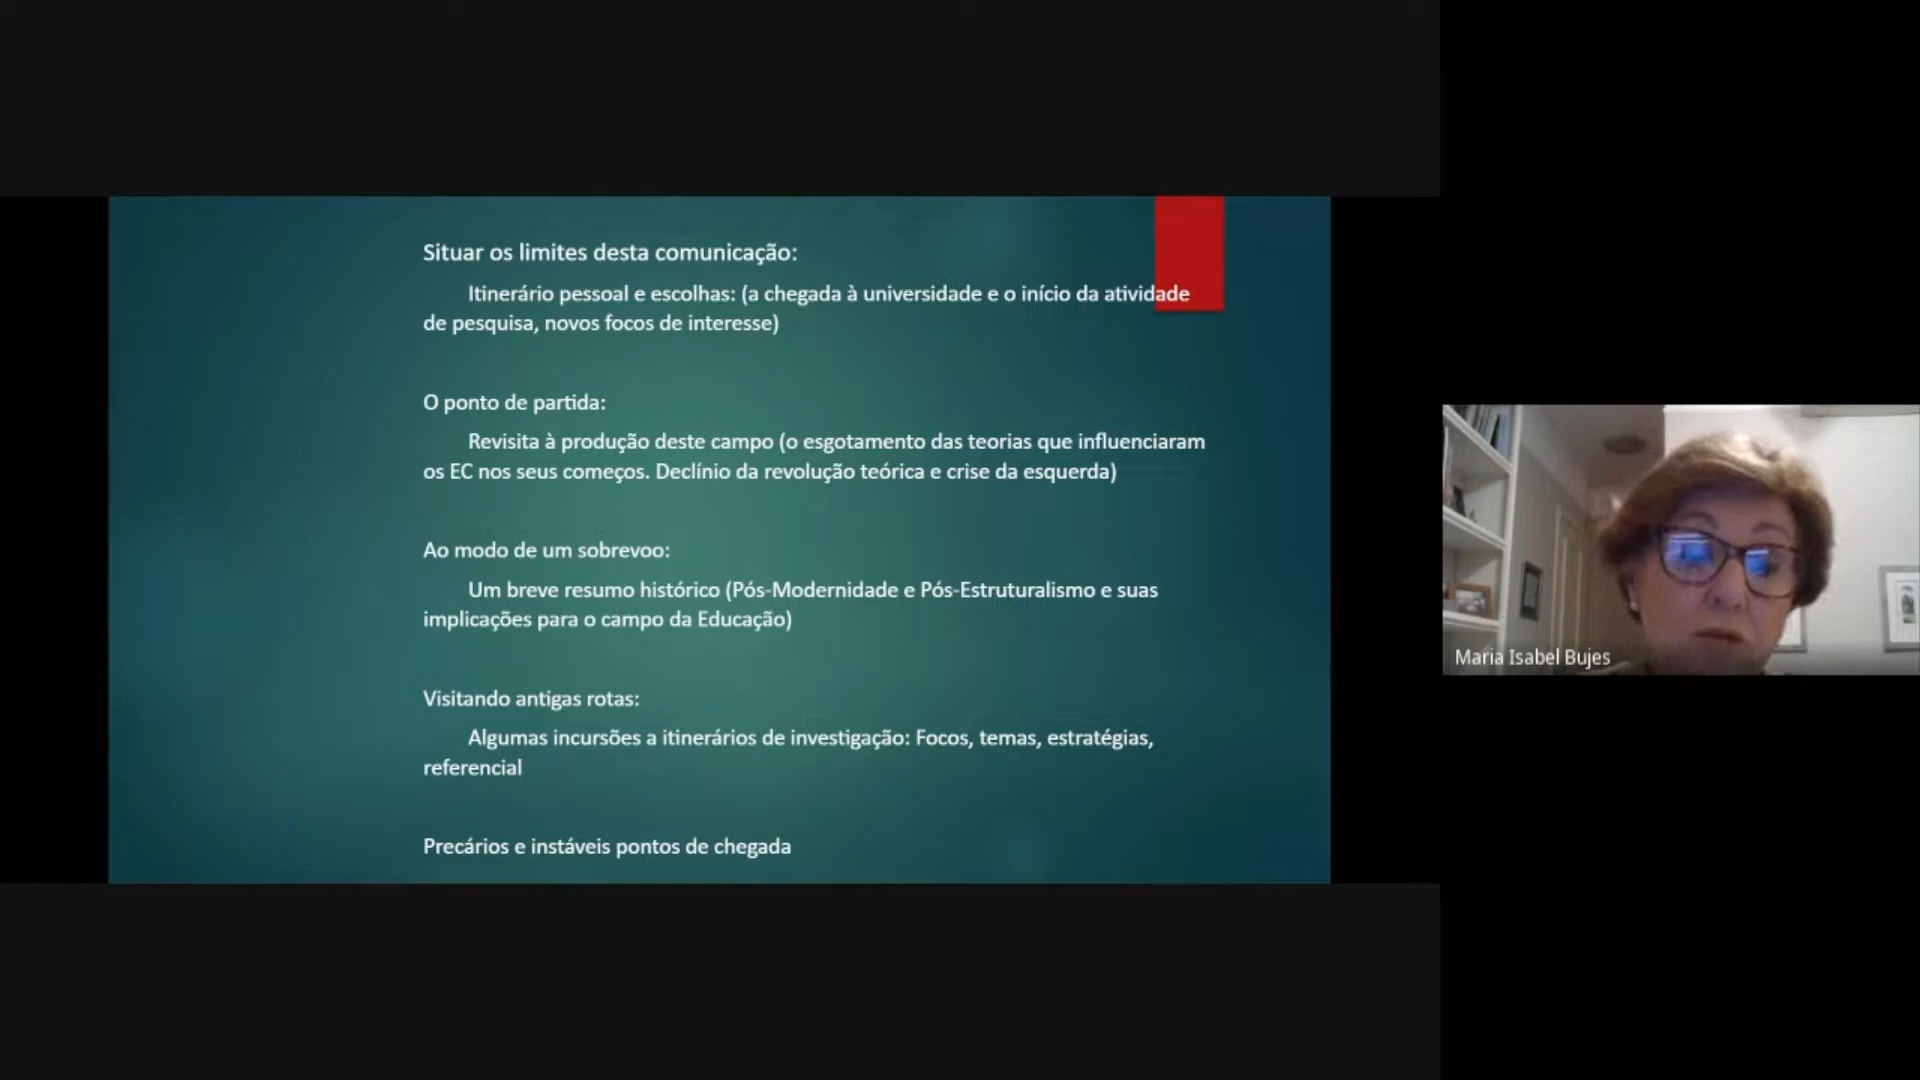 Situar os limites desta comunicação:
Itinerário pessoal e escolhas: (a chegada à universidade e o início da atividade
de pesquisa, novos focos de interesse)
O ponto de partida:
Revisita à produção deste campo (o esgotamento das teorias que influenciaram
os EC nos seus começos. Declínio da revolução teórica e crise da esquerda)
Ao modo de um sobrevoo:
Um breve resumo histórico (Pós-Modernidade e Pós-Estruturalismo e suas
implicações para o campo da Educação)
Visitando antigas rotas:
Algumas incursões a itinerários de investigação: Focos, temas, estratégias,
referencial
Precários e instáveis pontos de chegada
Maria Isabel Bujes